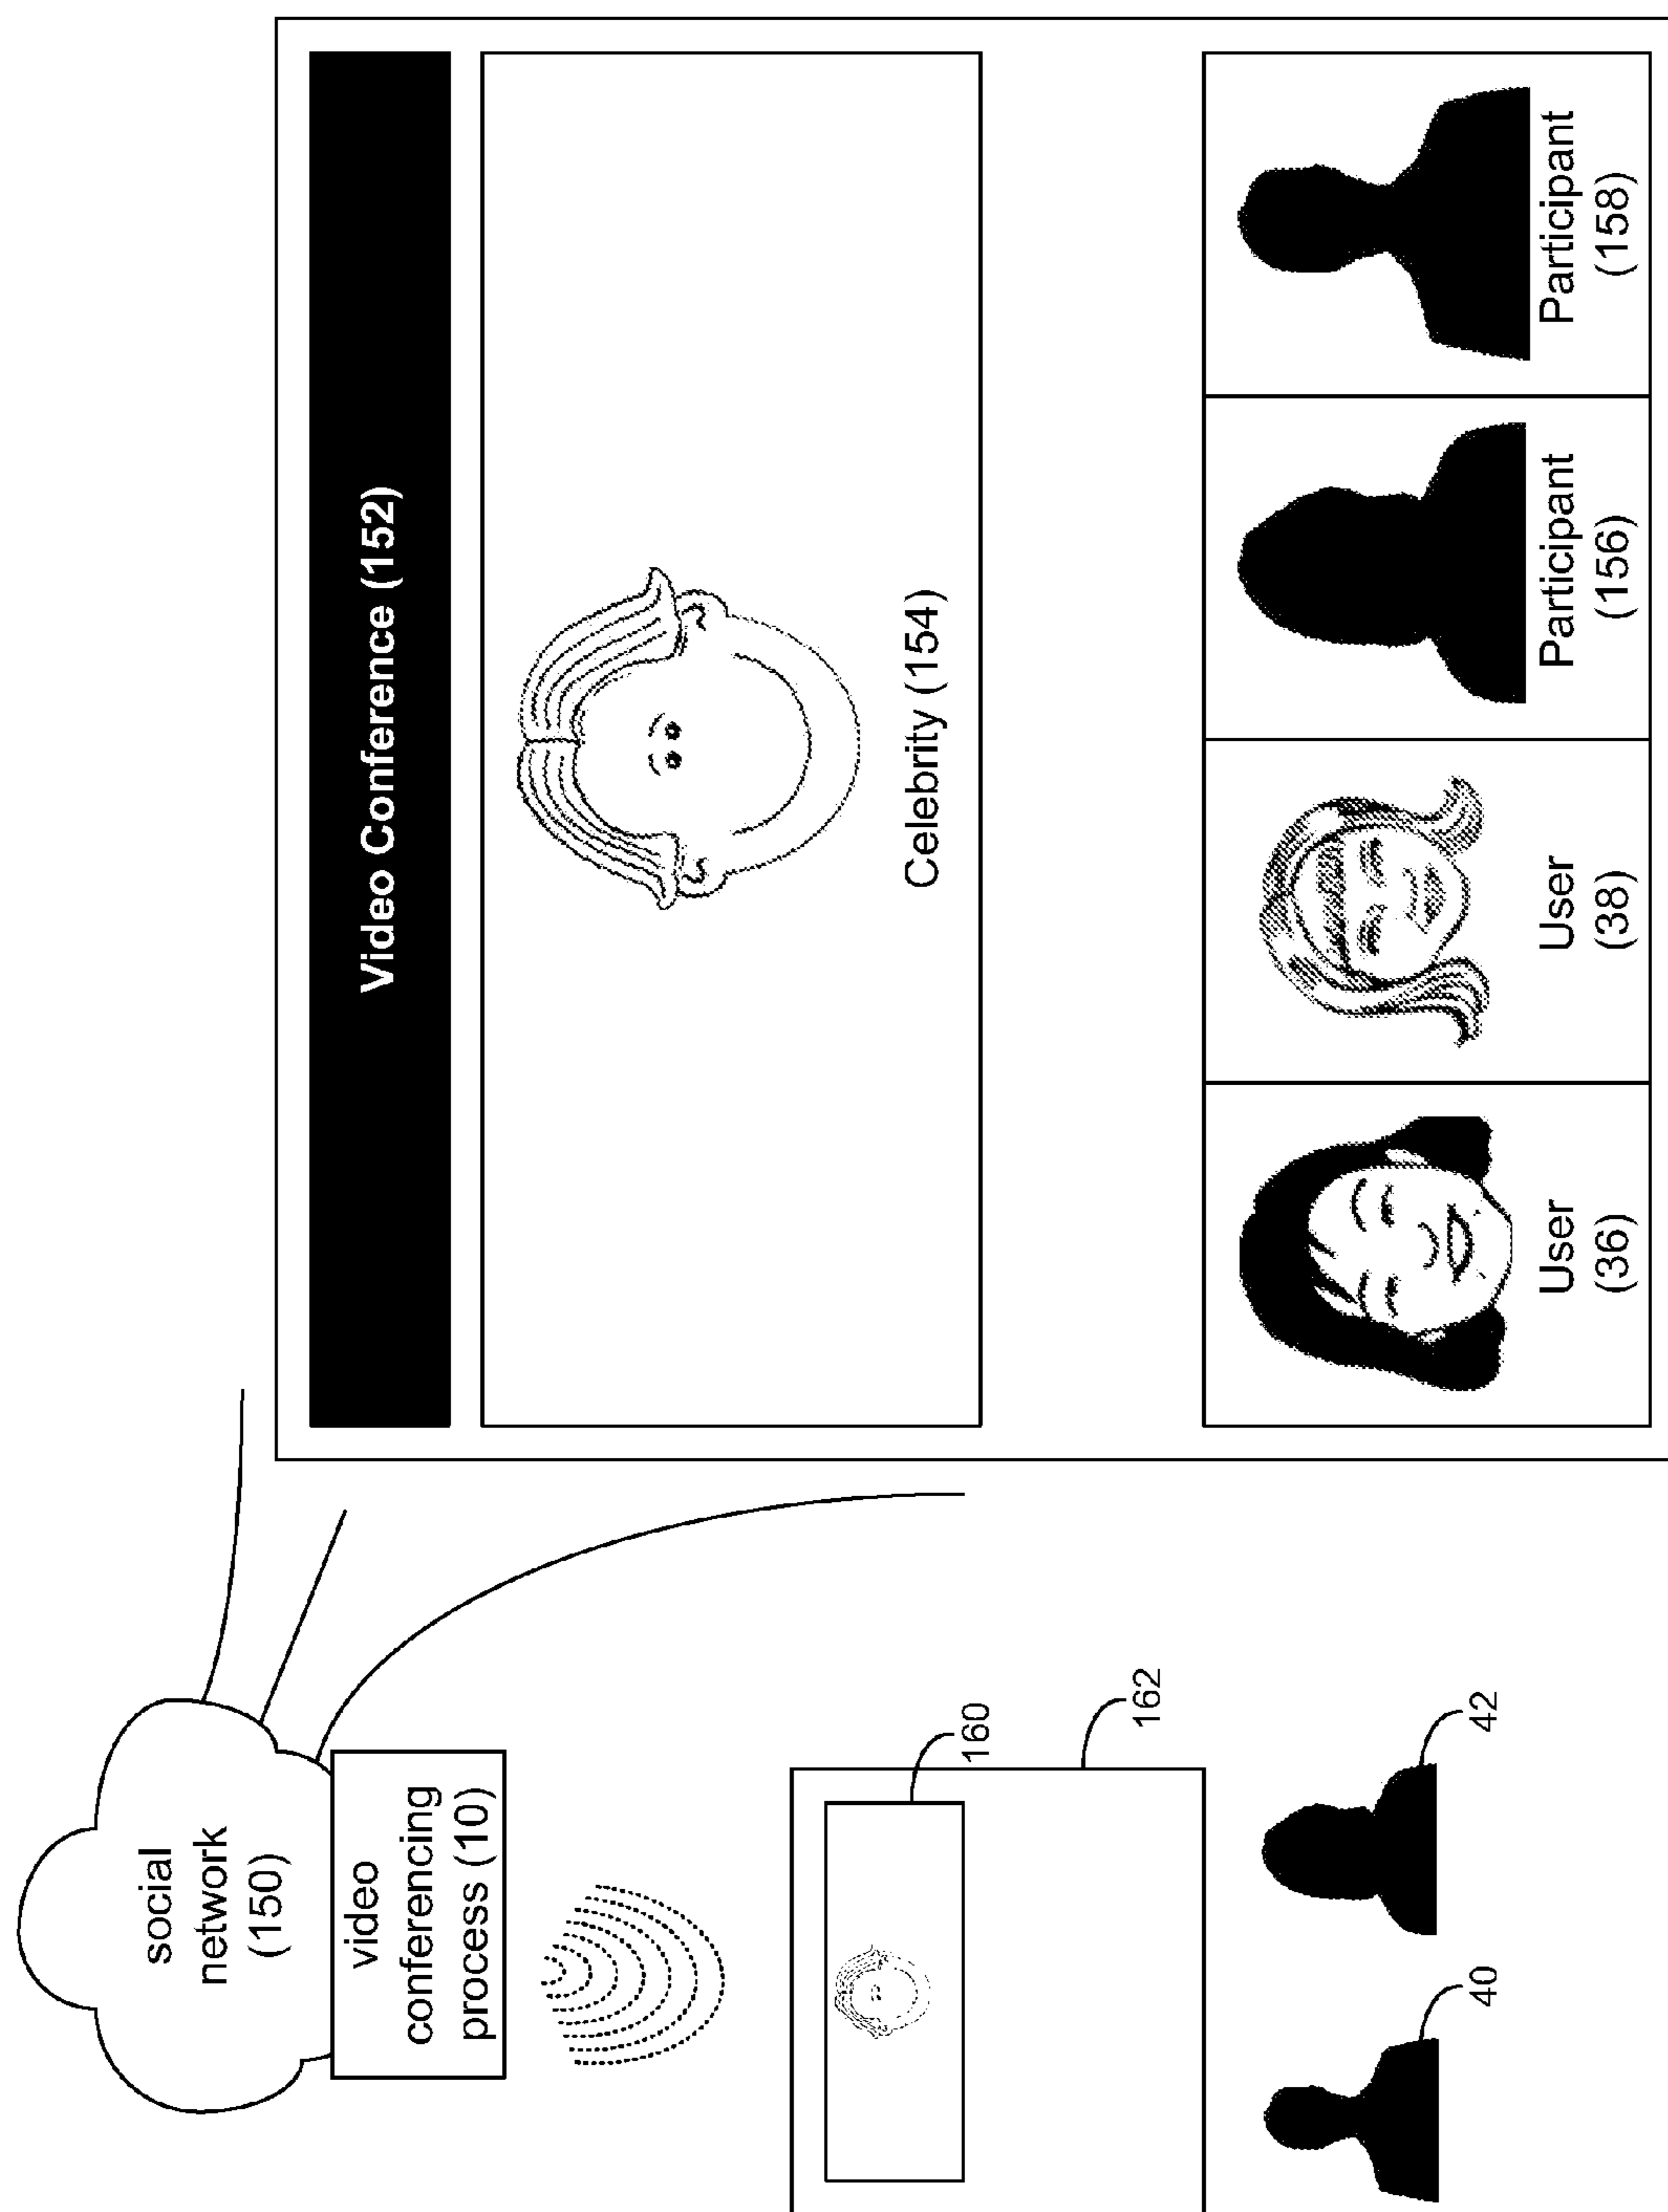 social
network
(150)
video
conferencing
process (10)
160
162
40
42
Video Conference (152)
Celebrity (154)
User
(36)
User
(38)
Participant
(156)
Participant
(158)